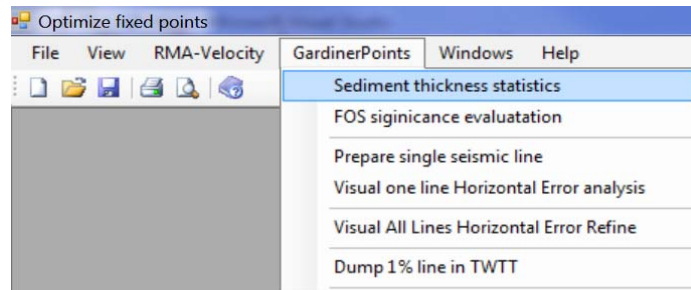 Optimize fixed points
File View RMA-Velocity GardinerPoints Windows Help
Sediment thickness statistics
FOS siginicance evaluatation
Prepare single seismic line
Visual one line Horizontal Error analysis
Visual All Lines Horizontal Error Refine
Dump 1% line in TWTT